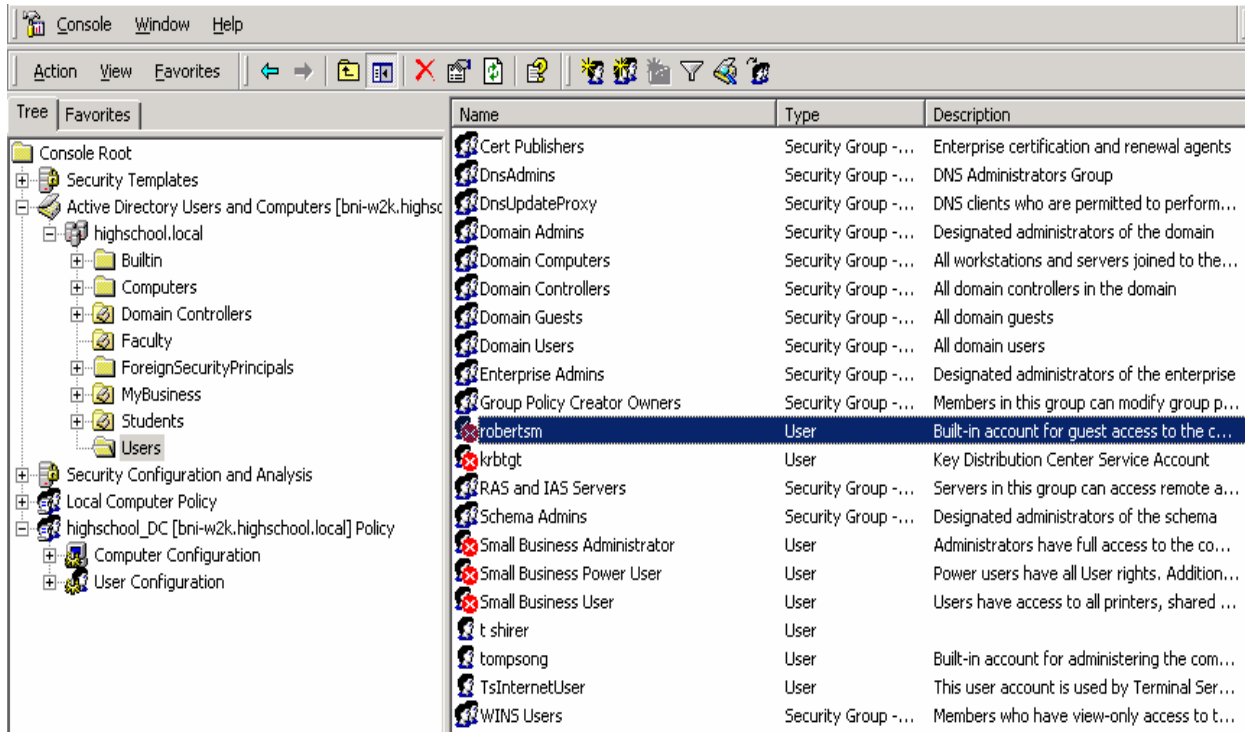 Console Window Help
Action View Favorites
Tree Favorites
Console Root
Security Templates
Active Directory Users and Computers [bni-w2k.highsc
highschool.local
Builtin
Computers
Domain Controllers
Faculty
ForeignSecurityPrincipals
MyBusiness
Students
Users
Security Configuration and Analysis
Local Computer Policy
highschool_DC [bni-w2k.highschool.local] Policy
Computer Configuration
User Configuration
Name Type Description
Cert Publishers Security Group -... Enterprise certification and renewal agents
DnsAdmins Security Group -... DNS Administrators Group
DnsUpdateProxy Security Group -... DNS clients who are permitted to perform...
Domain Admins Security Group -... Designated administrators of the domain
Domain Computers Security Group -... All workstations and servers joined to the...
Domain Controllers Security Group -... All domain controllers in the domain
Domain Guests Security Group -... All domain guests
Domain Users Security Group -... All domain users
Enterprise Admins Security Group -... Designated administrators of the enterprise
Group Policy Creator Owners Security Group -... Members in this group can modify group p...
robertsm User Built-in account for guest access to the c...
krbtgt User Key Distribution Center Service Account
RAS and IAS Servers Security Group -... Servers in this group can access remote a...
Schema Admins Security Group -... Designated administrators of the schema
Small Business Administrator User Administrators have full access to the co...
Small Business Power User User Power users have all User rights. Addition...
Small Business User User Users have access to all printers, shared ...
t shirer User
tompsong User Built-in account for administering the com...
TsInternetUser User This user account is used by Terminal Ser...
WINS Users Security Group -... Members who have view-only access to t...